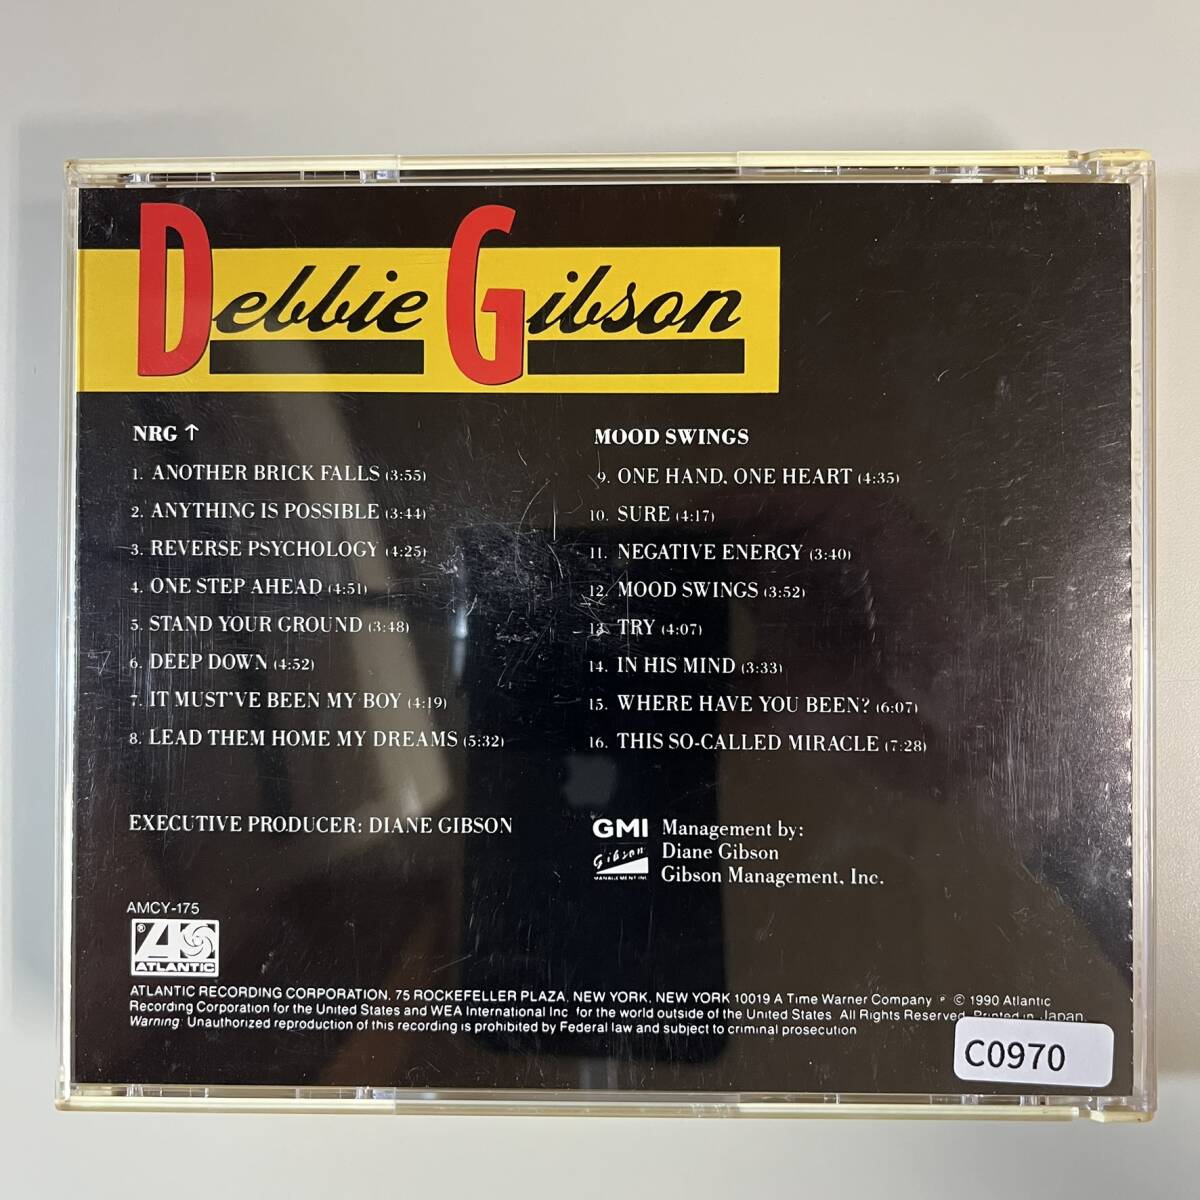 Debbie Gibson
NRG ↑
1. ANOTHER BRICK FALLS (3:55)
2. ANYTHING IS POSSIBLE (3:44)
3. REVERSE PSYCHOLOGY (4:25)
4. ONE STEP AHEAD (4:51)
5. STAND YOUR GROUND (3:48)
6. DEEP DOWN (4:52)
7. IT MUST'VE BEEN MY BOY (4:19)
8. LEAD THEM HOME MY DREAMS (5:32)
MOOD SWINGS
9. ONE HAND, ONE HEART (4:35)
10. SURE (4:17)
11. NEGATIVE ENERGY (3:40)
12. MOOD SWINGS (3:52)
13. TRY (4:07)
14. IN HIS MIND (3:33)
15. WHERE HAVE YOU BEEN? (6:07)
16. THIS SO-CALLED MIRACLE (7:28)
EXECUTIVE PRODUCER: DIANE GIBSON
GMI
Gibson
MANAGEMENT INC.
Management by:
Diane Gibson
Gibson Management, Inc.
AMCY-175
®
ATLANTIC
ATLANTIC RECORDING CORPORATION, 75 ROCKEFELLER PLAZA, NEW YORK, NEW YORK 10019 A Time Warner Company ℗ © 1990 Atlantic
Recording Corporation for the United States and WEA International Inc. for the world outside of the United States. All Rights Reserved. Printed in Japan.
Warning: Unauthorized reproduction of this recording is prohibited by Federal law and subject to criminal prosecution
C0970